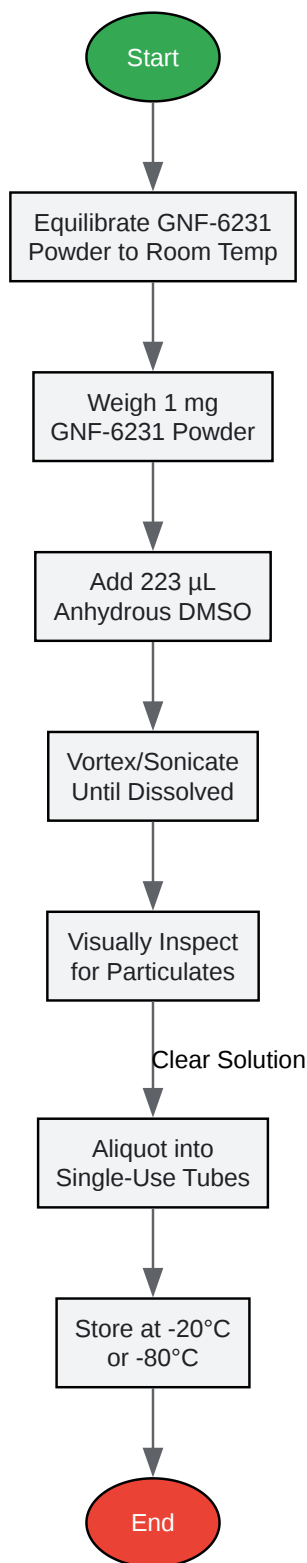 Start
Equilibrate GNF-6231
Powder to Room Temp
Weigh 1 mg
GNF-6231 Powder
Add 223 µL
Anhydrous DMSO
Vortex/Sonicate
Until Dissolved
Visually Inspect
for Particulates
Clear Solution
Aliquot into
Single-Use Tubes
Store at -20°C
or -80°C
End